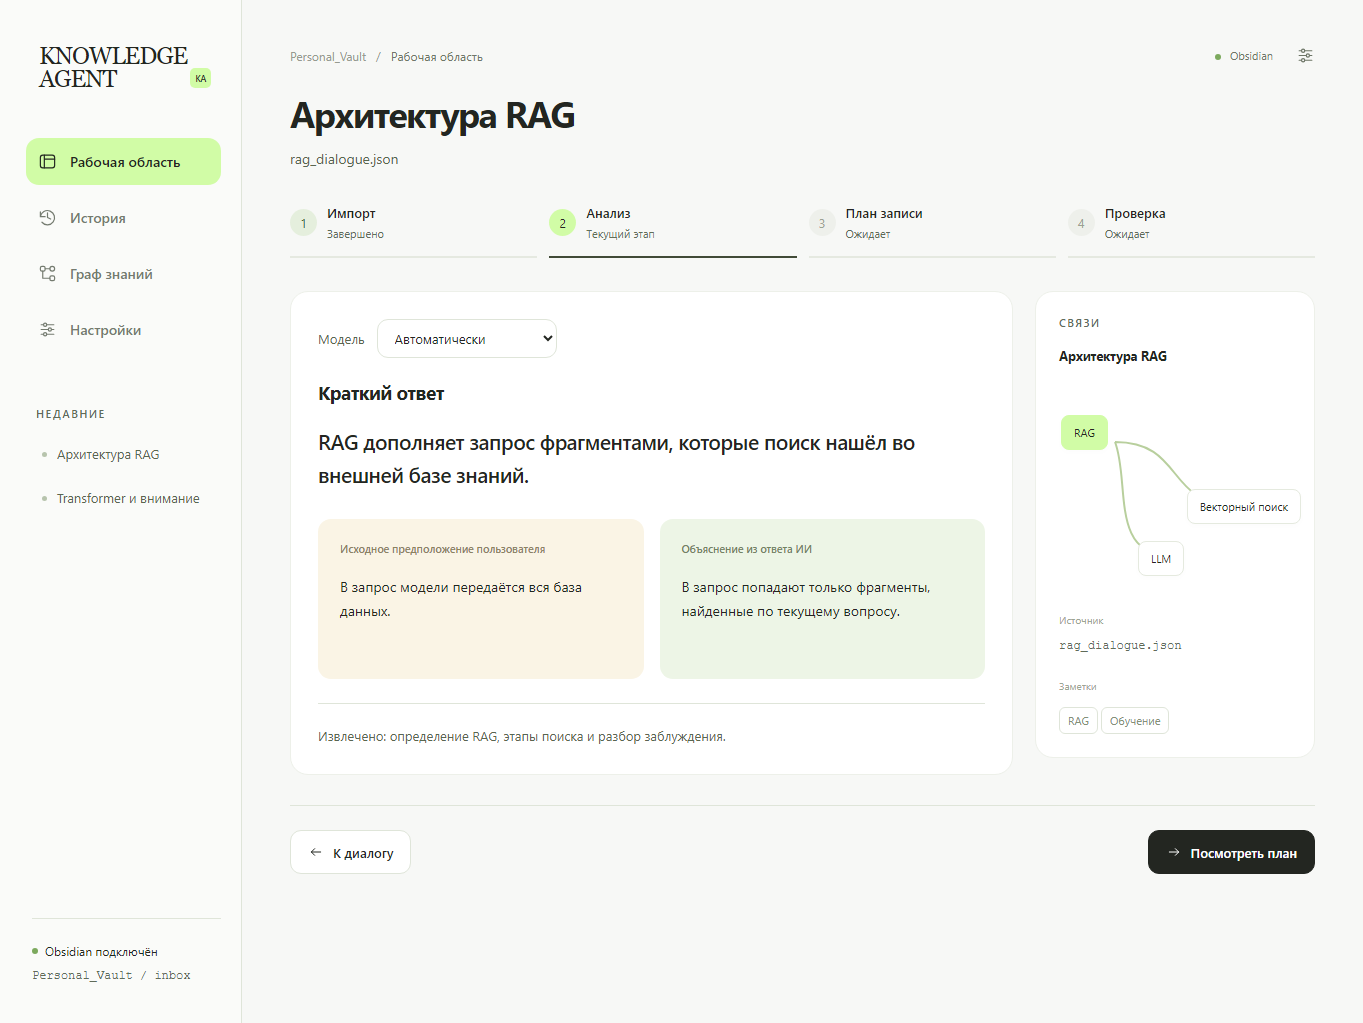 KNOWLEDGE
AGENT
KA
Рабочая область
История
Граф знаний
Настройки
НЕДАВНИЕ
Архитектура RAG
Transformer и внимание
Obsidian подключён
Personal_Vault / inbox
Personal_Vault / Рабочая область
Obsidian
Архитектура RAG
rag_dialogue.json
1
Импорт
Завершено
2
Анализ
Текущий этап
3
План записи
Ожидает
4
Проверка
Ожидает
Модель
Автоматически
Краткий ответ
RAG дополняет запрос фрагментами, которые поиск нашёл во
внешней базе знаний.
Исходное предположение пользователя
В запрос модели передаётся вся база
данных.
Объяснение из ответа ИИ
В запрос попадают только фрагменты,
найденные по текущему вопросу.
Извлечено: определение RAG, этапы поиска и разбор заблуждения.
СВЯЗИ
Архитектура RAG
RAG
Векторный поиск
LLM
Источник
rag_dialogue.json
Заметки
RAG
Обучение
← К диалогу
→ Посмотреть план